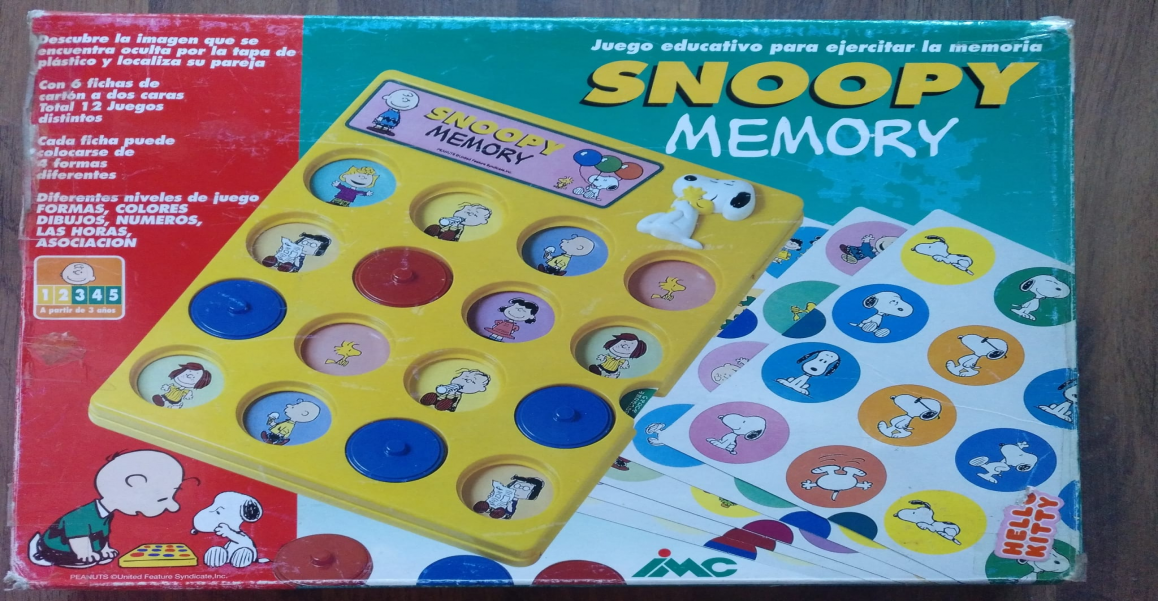 Descubre la imagen que se
encuentra oculta por la tapa de
plástico y localiza su pareja
Con 6 fichas de
cartón a dos caras
Total 12 Juegos
distintos
Cada ficha puede
colocarse de
diferentes
Diferentes niveles de juego
FORMAS, COLORES
DIBUJOS, NUMEROS,
LAS HORAS,
ASOCIACION
1 2 3 4 5
A partir de 3 años
Juego educativo para ejercitar la memoria
SNOOPY
MEMORY
SNOOPY
MEMORY
PEANUTS ©United Feature Syndicate,Inc.
imc
HELLO
KITTY